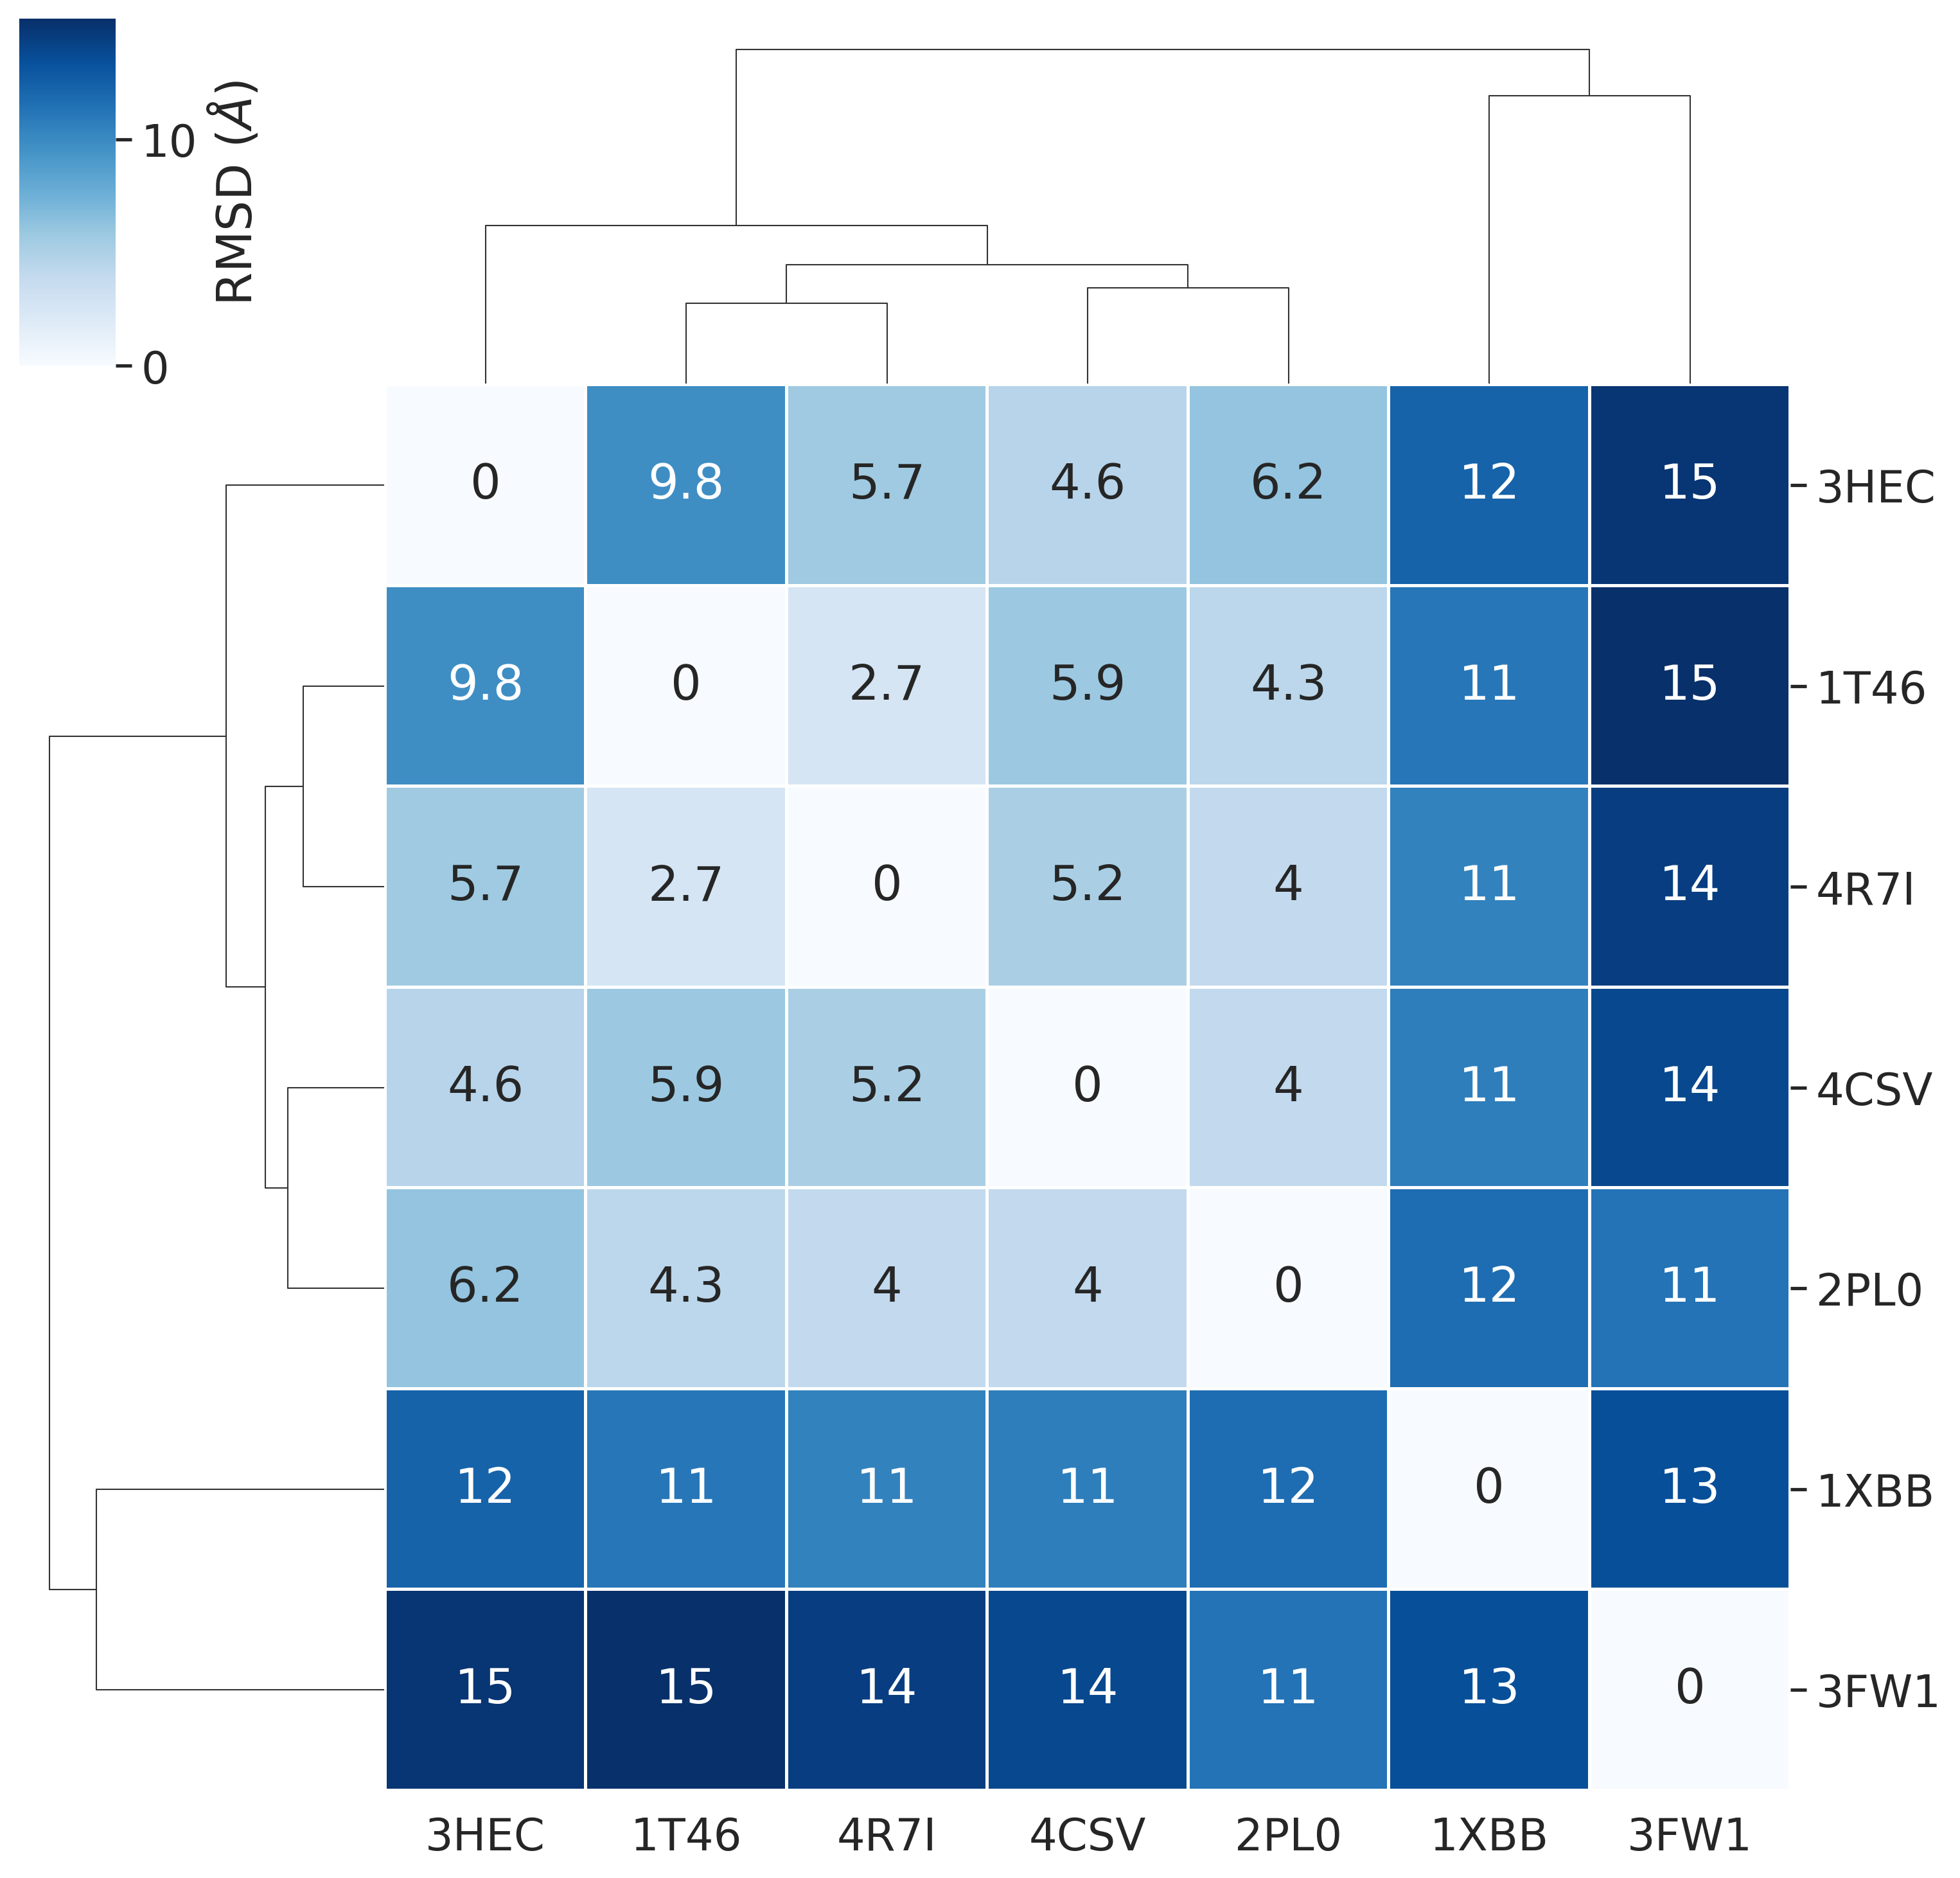 10
0
RMSD (Å)
0 9.8 5.7 4.6 6.2 12 15 3HEC
9.8 0 2.7 5.9 4.3 11 15 1T46
5.7 2.7 0 5.2 4 11 14 4R7I
4.6 5.9 5.2 0 4 11 14 4CSV
6.2 4.3 4 4 0 12 11 2PL0
12 11 11 11 12 0 13 1XBB
15 15 14 14 11 13 0 3FW1
3HEC 1T46 4R7I 4CSV 2PL0 1XBB 3FW1